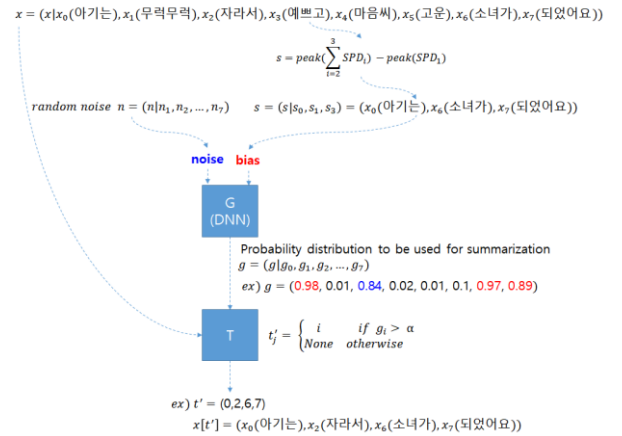 x = (x|x₀(아기는),x₁(무럭무럭),x₂(자라서),x₃(예쁘고),x₄(마음씨),x₅(고운),x₆(소녀가),x₇(되었어요))
s = peak(∑³ᵢ₌₂ SPDᵢ) − peak(SPD₁)
random noise n = (n|n₁,n₂,…,n₇) s = (s|s₀,s₁,s₃) = (x₀(아기는),x₆(소녀가),x₇(되었어요))
noise bias
G
(DNN)
Probability distribution to be used for summarization
g = (g|g₀,g₁,g₂,…,g₇)
ex) g = (0.98, 0.01, 0.84, 0.02, 0.01, 0.1, 0.97, 0.89)
T
t′ⱼ = { i if gᵢ > α
None otherwise
ex) t′ = (0,2,6,7)
x[t′] = (x₀(아기는),x₂(자라서),x₆(소녀가),x₇(되었어요))